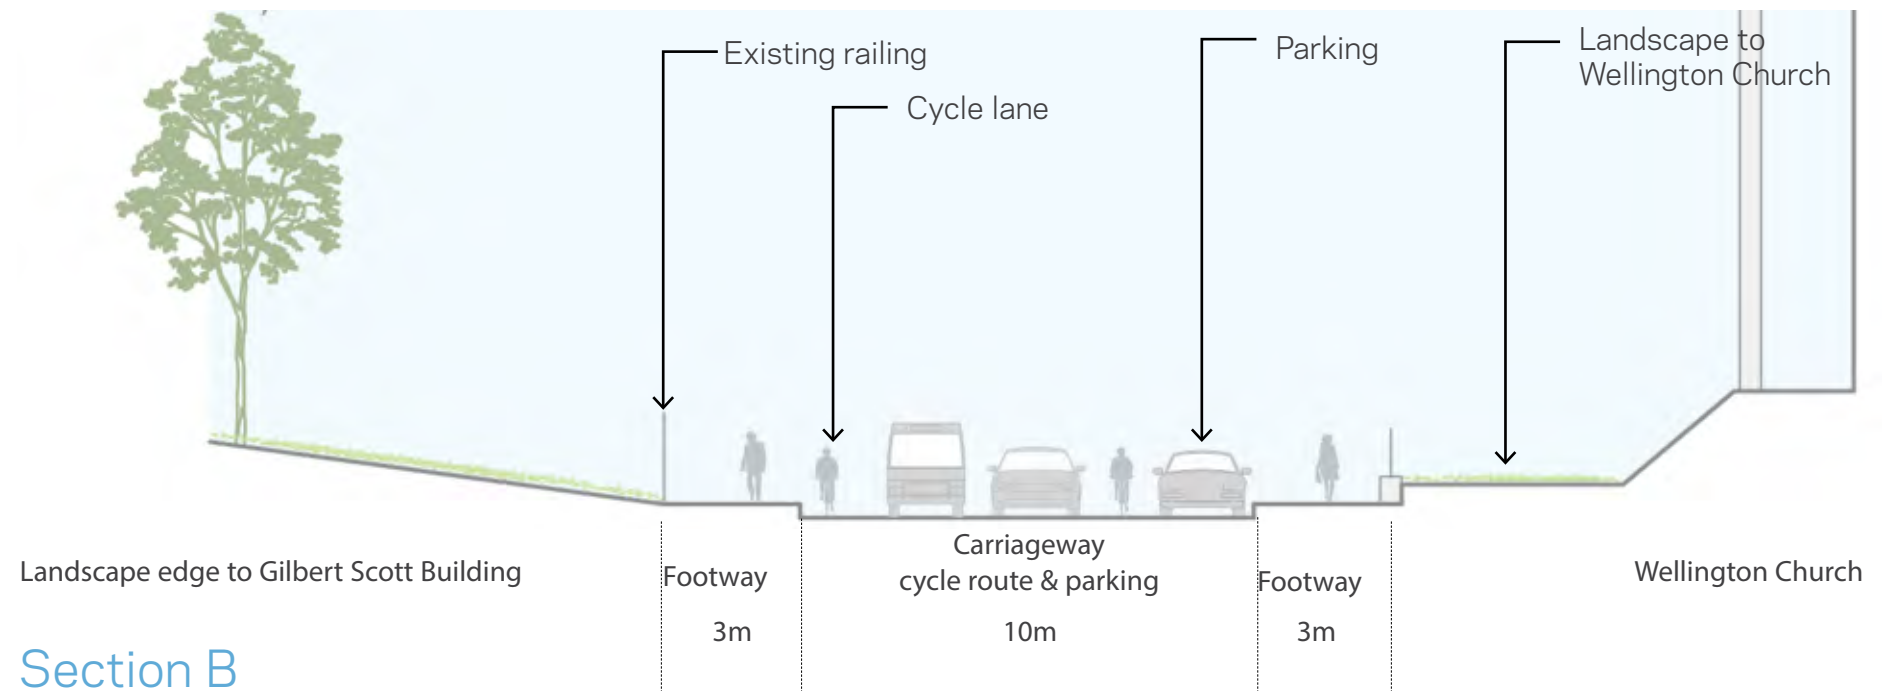 Existing railing
Cycle lane
Parking
Landscape to
Wellington Church
Landscape edge to Gilbert Scott Building
Footway
3m
Carriageway
cycle route & parking
10m
Footway
3m
Wellington Church
Section B